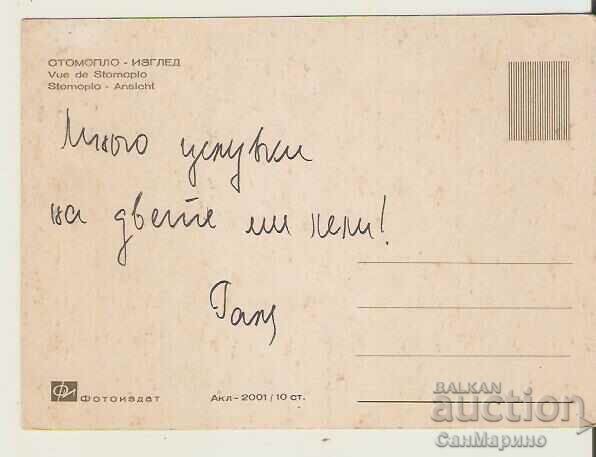 СТОМОПЛО - ИЗГЛЕД
Vue de Stomoplo
Stomoplo - Ansicht
Много целувки
на двете ми лели!
ФИ Фотоиздат
Акл-2001/10 ст.
BALKAN
auction
СанМарино